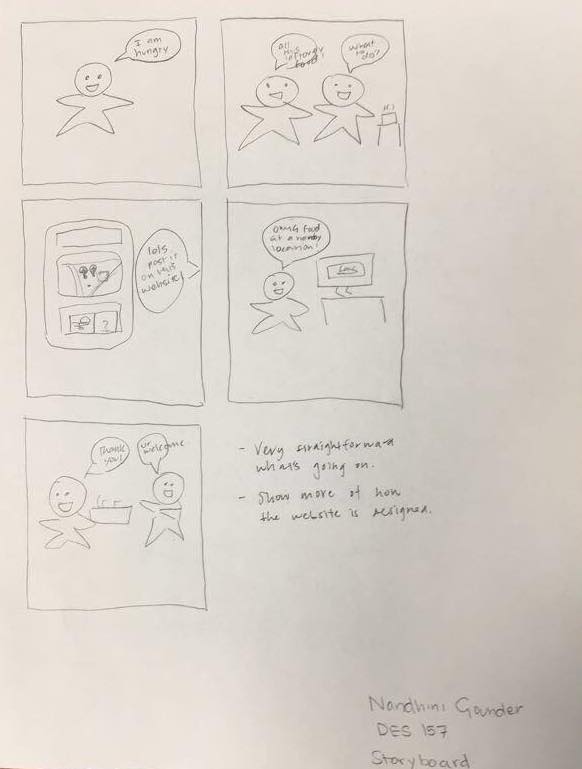 I am
hungry
all
this
leftover
food!
what
to
do?
lets
post it
on this
website!
OMG food
at a nearby
location!
Thank
you!
ur
welcome
- Very straightforward
what's going on.
- Show more of how
the website is designed.
Nandhini Gounder
DES 157
Storyboard